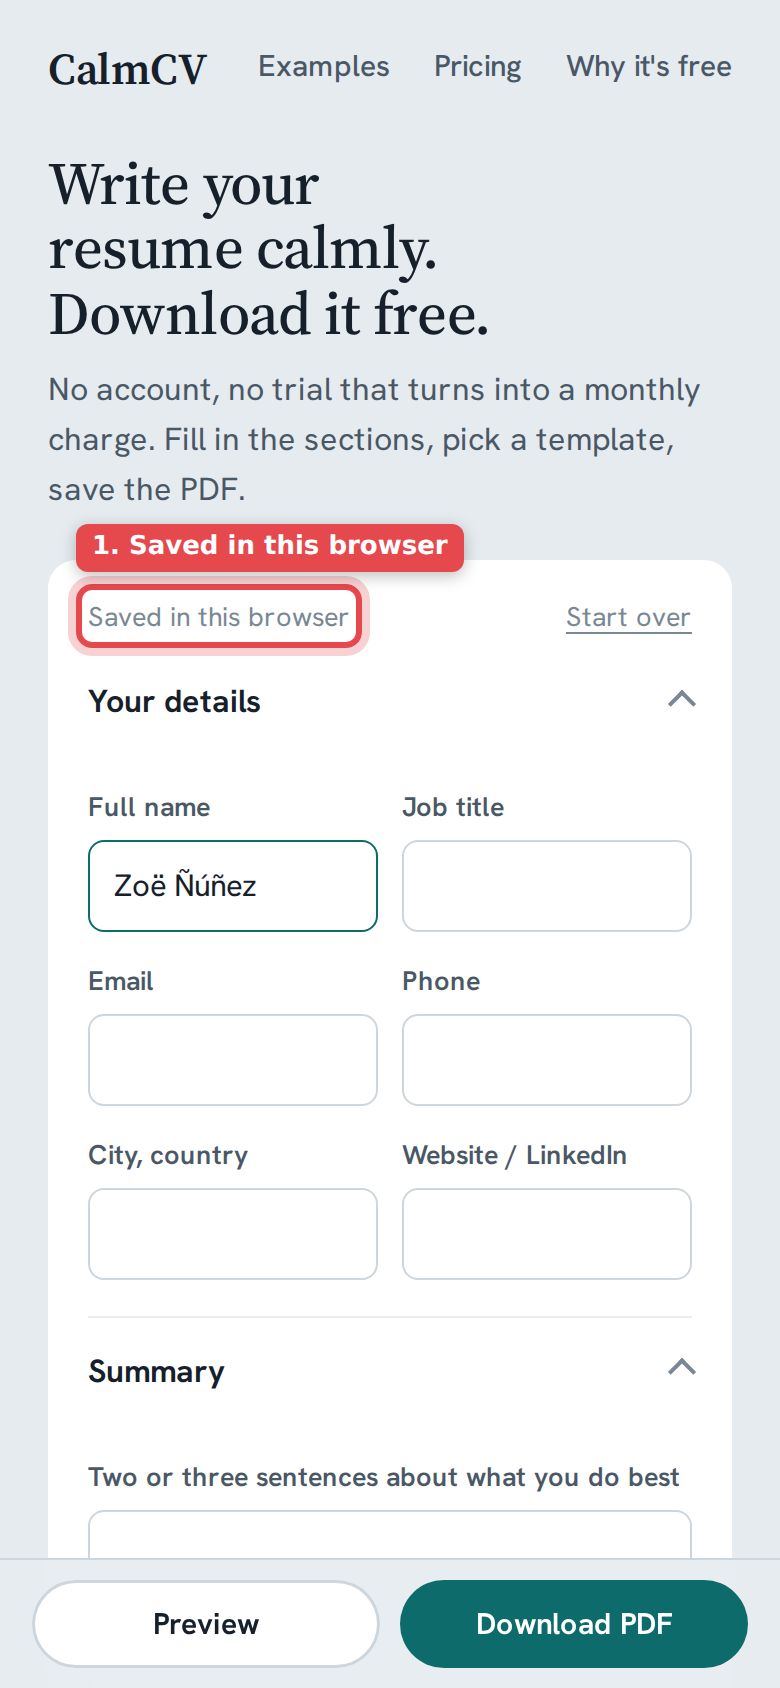 CalmCV
Examples
Pricing
Why it's free
Write your
resume calmly.
Download it free.
No account, no trial that turns into a monthly
charge. Fill in the sections, pick a template,
save the PDF.
1. Saved in this browser
Saved in this browser
Start over
Your details
Full name
Job title
Zoë Ñúñez
Email
Phone
City, country
Website / LinkedIn
Summary
Two or three sentences about what you do best
Preview
Download PDF